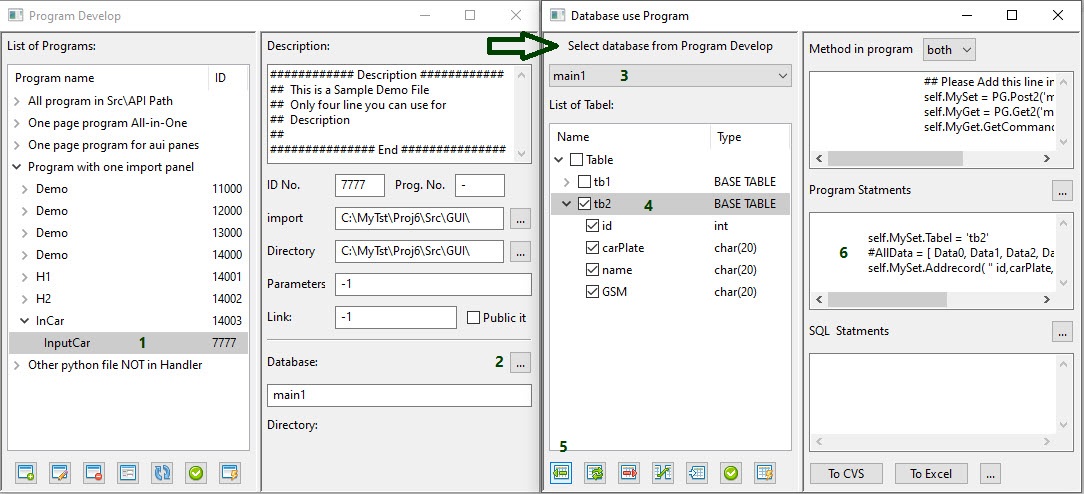 Program Develop
List of Programs:
Program name ID
All program in Src\API Path
One page program All-in-One
One page program for aui panes
Program with one import panel
Demo 11000
Demo 12000
Demo 13000
Demo 14000
H1 14001
H2 14002
InCar 14003
InputCar 1 7777
Other python file NOT in Handler
Description:
############ Description ############
## This is a Sample Demo File
## Only four line you can use for
## Description
##
############### End ###############
ID No. 7777 Prog. No. -
import C:\MyTst\Proj6\Src\GUI\ ...
Directory C:\MyTst\Proj6\Src\GUI\ ...
Parameters -1
Link: -1 Public it
Database: 2 ...
main1
Directory:
Database use Program
Select database from Program Develop
main1 3
List of Tabel:
Name Type
Table
tb1 BASE TABLE
tb2 4 BASE TABLE
id int
carPlate char(20)
name char(20)
GSM char(20)
5
Method in program both
## Please Add this line in
self.MySet = PG.Post2('m
self.MyGet = PG.Get2('m
self.MyGet.GetCommand
Program Statments ...
self.MySet.Tabel = 'tb2'
6 #AllData = [ Data0, Data1, Data2, Da
self.MySet.Addrecord( " id,carPlate,
SQL Statments ...
To CVS To Excel ...